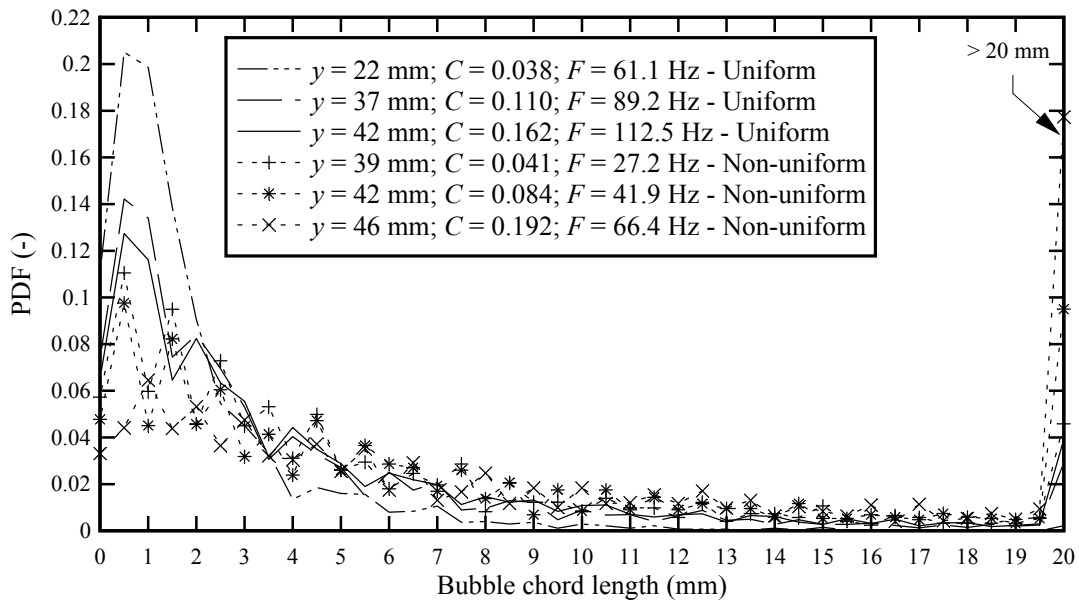 0.22
0.2
0.18
0.16
0.14
0.12
0.1
0.08
0.06
0.04
0.02
0
PDF (-)
y = 22 mm; C = 0.038; F = 61.1 Hz - Uniform
y = 37 mm; C = 0.110; F = 89.2 Hz - Uniform
y = 42 mm; C = 0.162; F = 112.5 Hz - Uniform
y = 39 mm; C = 0.041; F = 27.2 Hz - Non-uniform
y = 42 mm; C = 0.084; F = 41.9 Hz - Non-uniform
y = 46 mm; C = 0.192; F = 66.4 Hz - Non-uniform
> 20 mm
0 1 2 3 4 5 6 7 8 9 10 11 12 13 14 15 16 17 18 19 20
Bubble chord length (mm)